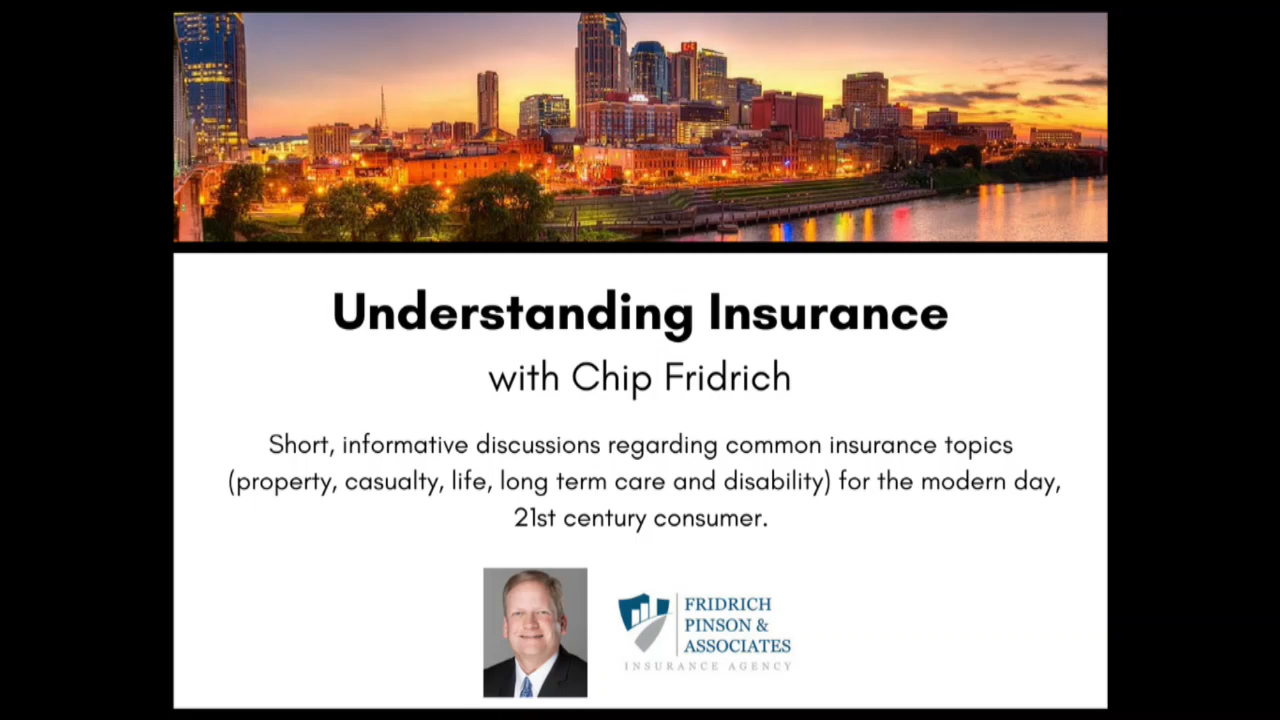 Understanding Insurance
with Chip Fridrich
Short, informative discussions regarding common insurance topics
(property, casualty, life, long term care and disability) for the modern day,
21st century consumer.
FRIDRICH
PINSON &
ASSOCIATES
INSURANCE AGENCY